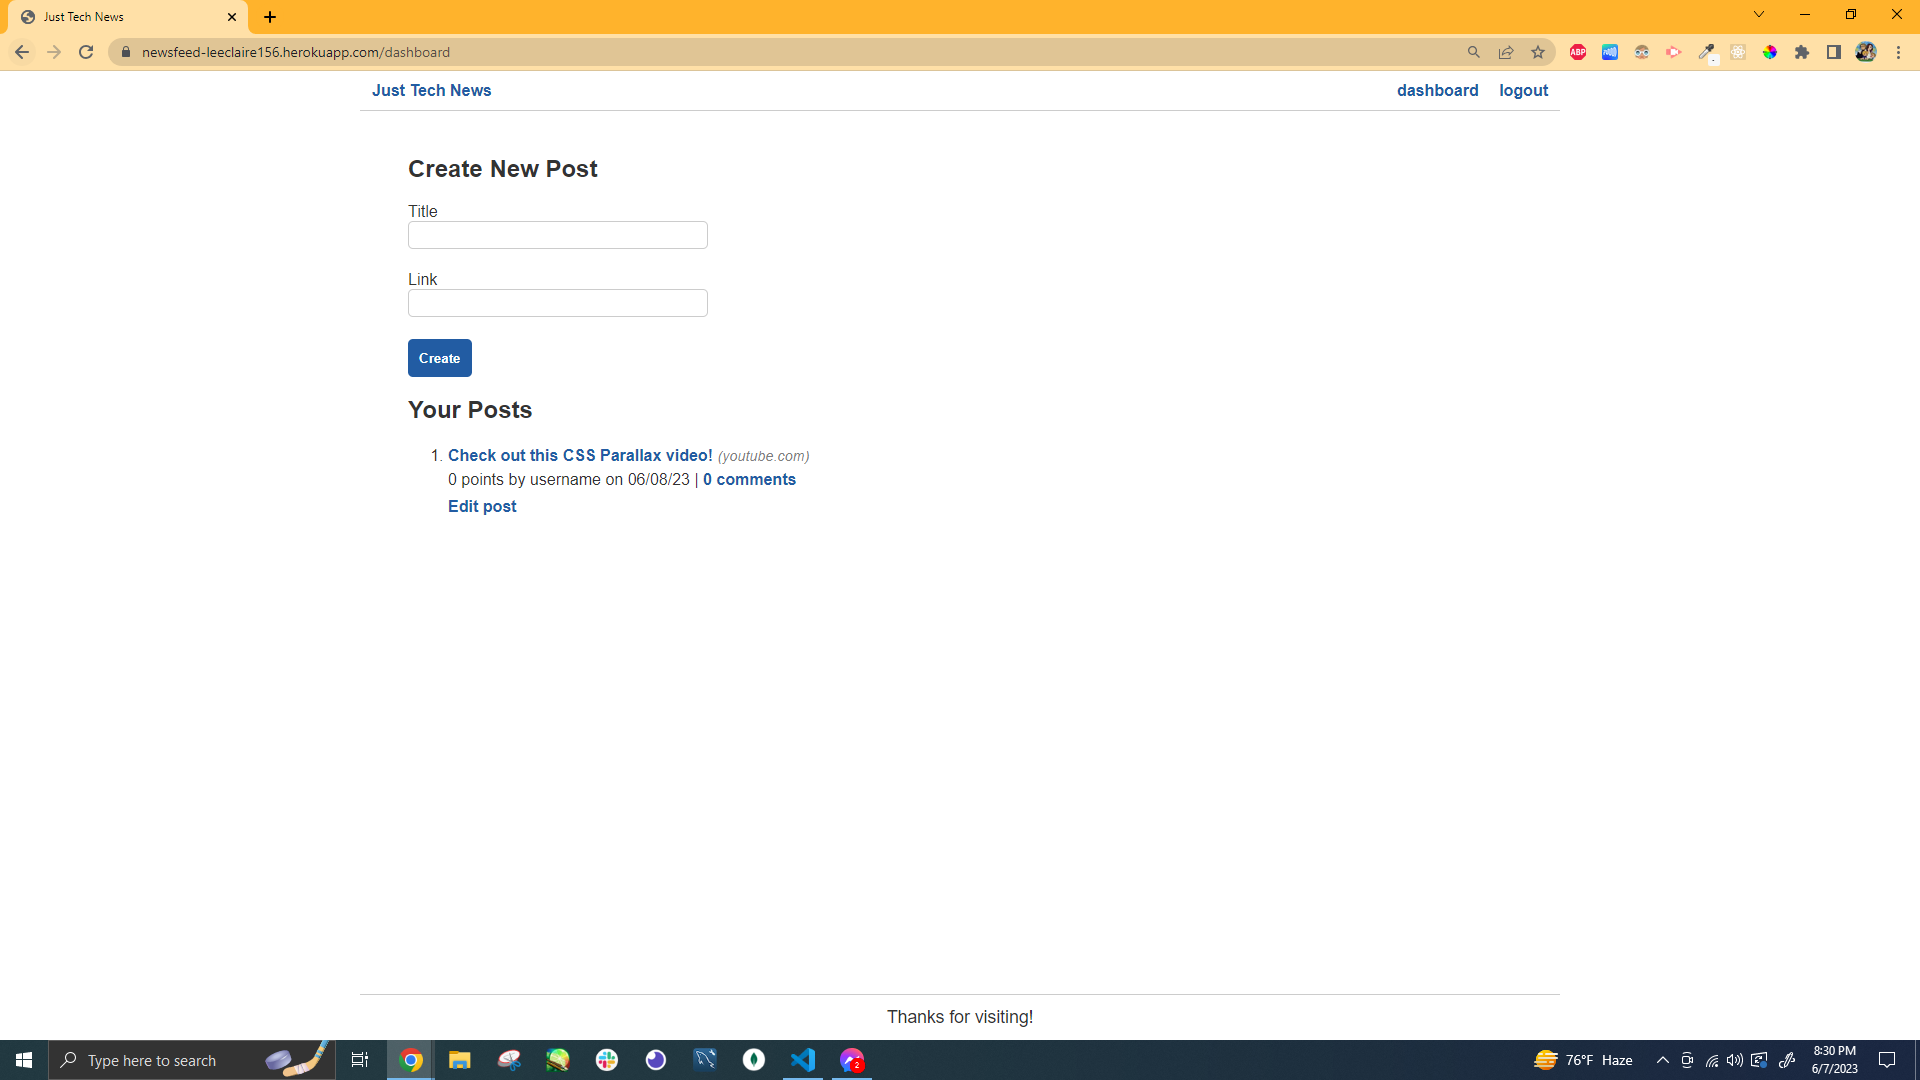 Just Tech News
newsfeed-leeclaire156.herokuapp.com/dashboard
ABP
Just Tech News
dashboard
logout
Create New Post
Title
Link
Create
Your Posts
1. Check out this CSS Parallax video! (youtube.com)
0 points by username on 06/08/23 | 0 comments
Edit post
Thanks for visiting!
Type here to search
2
76°F Haze
8:30 PM
6/7/2023